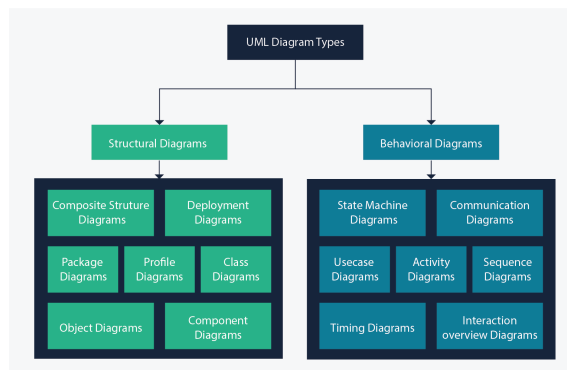 UML Diagram Types
Structural Diagrams
Behavioral Diagrams
Composite Struture
Diagrams
Deployment
Diagrams
Package
Diagrams
Profile
Diagrams
Class
Diagrams
Object Diagrams
Component
Diagrams
State Machine
Diagrams
Communication
Diagrams
Usecase
Diagrams
Activity
Diagrams
Sequence
Diagrams
Timing Diagrams
Interaction
overview Diagrams